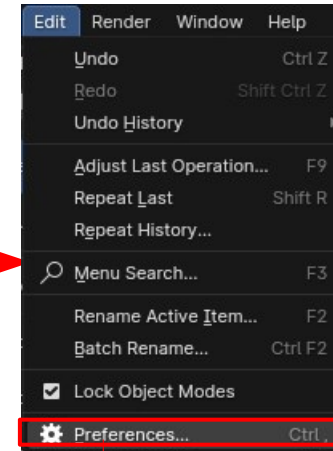 Edit Render Window Help
Undo Ctrl Z
Redo Shift Ctrl Z
Undo History
Adjust Last Operation... F9
Repeat Last Shift R
Repeat History...
Menu Search... F3
Rename Active Item... F2
Batch Rename... Ctrl F2
Lock Object Modes
Preferences... Ctrl ,